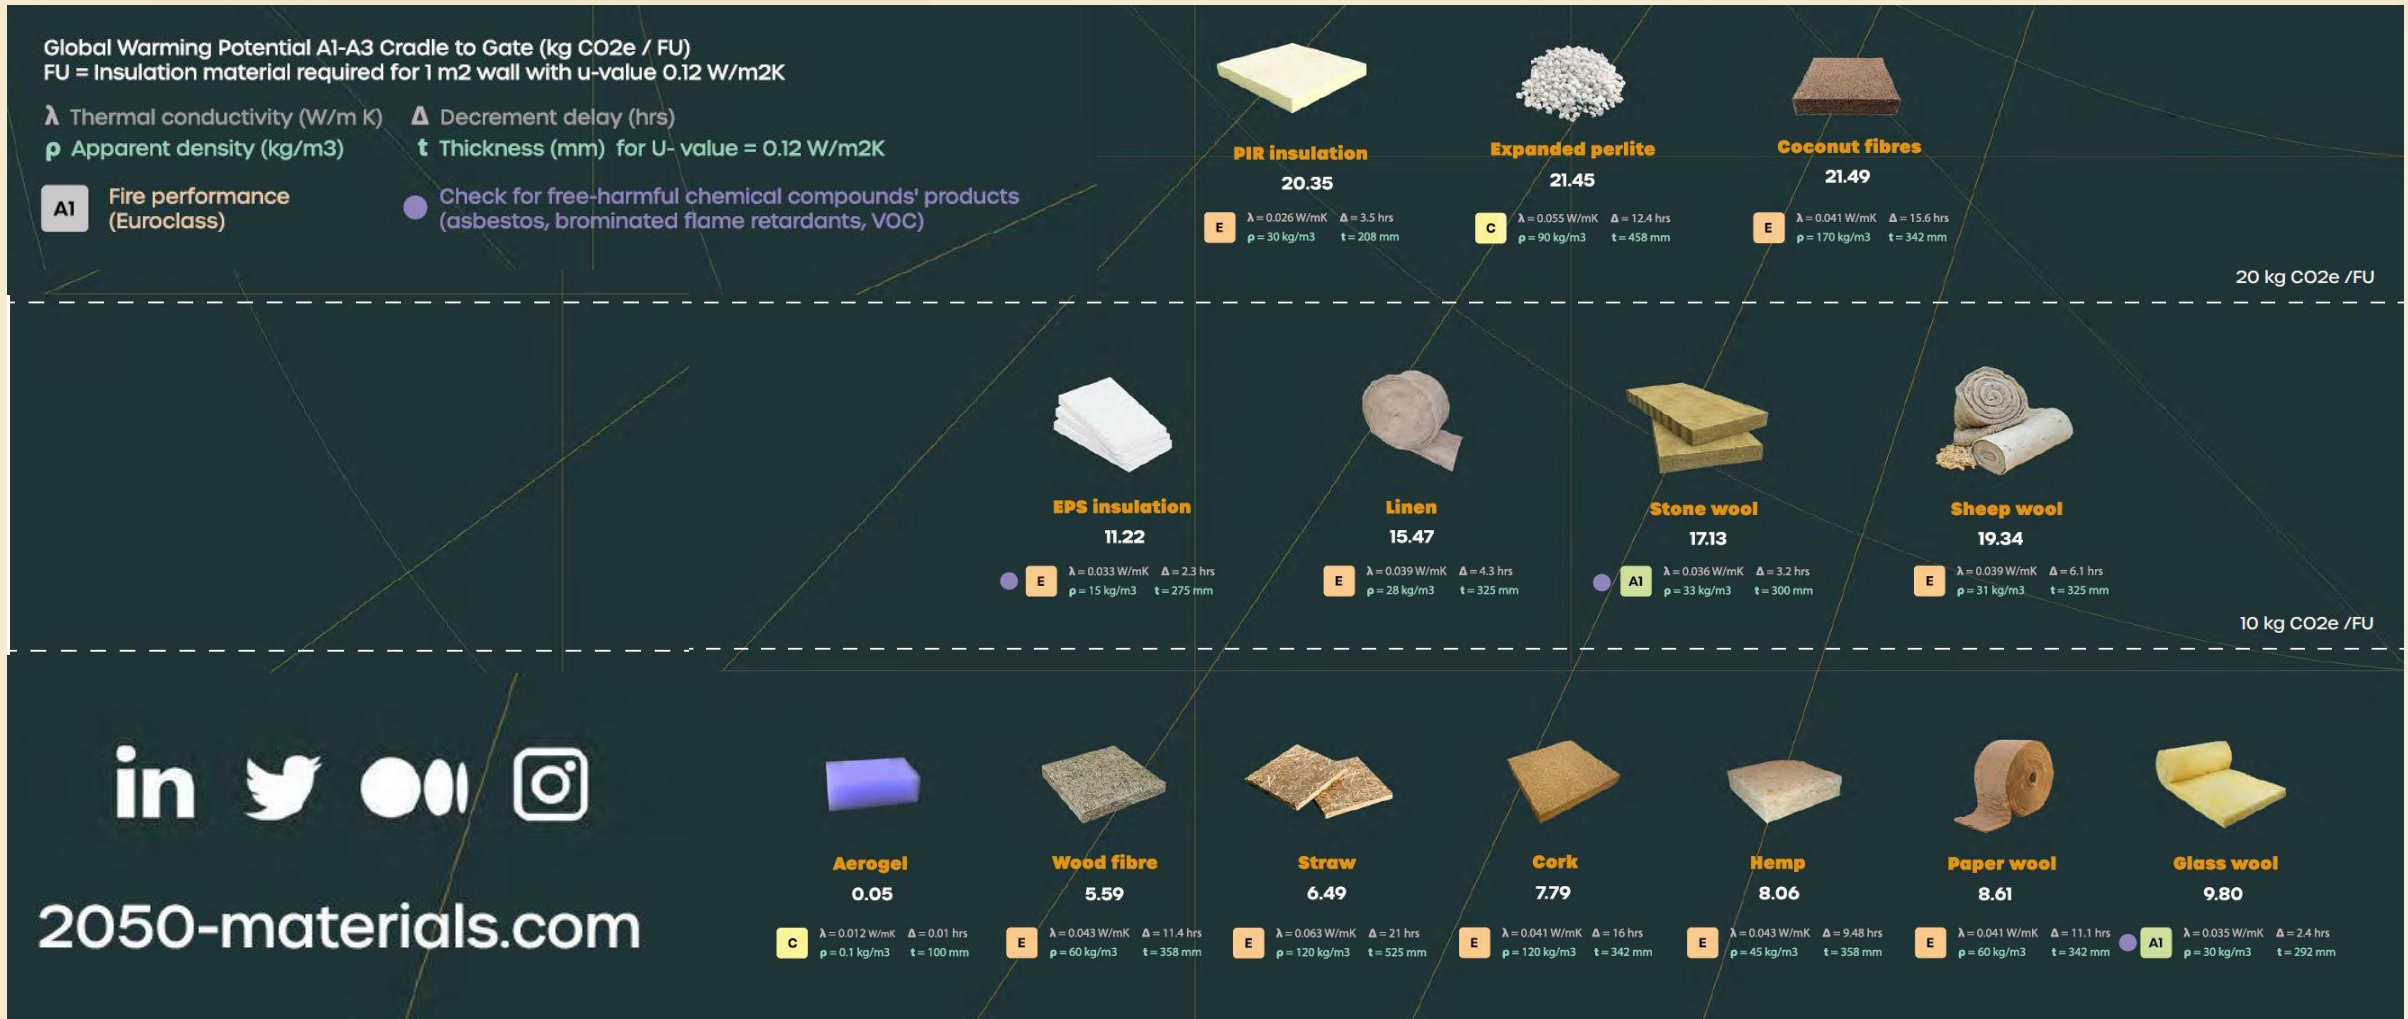 Global Warming Potential A1-A3 Cradle to Gate (kg CO2e / FU)
FU = Insulation material required for 1 m2 wall with u-value 0.12 W/m2K
λ Thermal conductivity (W/m K) Δ Decrement delay (hrs)
ρ Apparent density (kg/m3) t Thickness (mm) for U- value = 0.12 W/m2K
A1
Fire performance
(Euroclass)
Check for free-harmful chemical compounds' products
(asbestos, brominated flame retardants, VOC)
PIR insulation
20.35
E
λ = 0.026 W/mK Δ = 3.5 hrs
ρ = 30 kg/m3 t = 208 mm
Expanded perlite
21.45
C
λ = 0.055 W/mK Δ = 12.4 hrs
ρ = 90 kg/m3 t = 458 mm
Coconut fibres
21.49
E
λ = 0.041 W/mK Δ = 15.6 hrs
ρ = 170 kg/m3 t = 342 mm
20 kg CO2e /FU
EPS insulation
11.22
E
λ = 0.033 W/mK Δ = 2.3 hrs
ρ = 15 kg/m3 t = 275 mm
Linen
15.47
E
λ = 0.039 W/mK Δ = 4.3 hrs
ρ = 28 kg/m3 t = 325 mm
Stone wool
17.13
A1
λ = 0.036 W/mK Δ = 3.2 hrs
ρ = 33 kg/m3 t = 300 mm
Sheep wool
19.34
E
λ = 0.039 W/mK Δ = 6.1 hrs
ρ = 31 kg/m3 t = 325 mm
10 kg CO2e /FU
in
2050-materials.com
Aerogel
0.05
C
λ = 0.012 W/mK Δ = 0.01 hrs
ρ = 0.1 kg/m3 t = 100 mm
Wood fibre
5.59
E
λ = 0.043 W/mK Δ = 11.4 hrs
ρ = 60 kg/m3 t = 358 mm
Straw
6.49
E
λ = 0.063 W/mK Δ = 21 hrs
ρ = 120 kg/m3 t = 525 mm
Cork
7.79
E
λ = 0.041 W/mK Δ = 16 hrs
ρ = 120 kg/m3 t = 342 mm
Hemp
8.06
E
λ = 0.043 W/mK Δ = 9.48 hrs
ρ = 45 kg/m3 t = 358 mm
Paper wool
8.61
E
λ = 0.041 W/mK Δ = 11.1 hrs
ρ = 60 kg/m3 t = 342 mm
Glass wool
9.80
A1
λ = 0.035 W/mK Δ = 2.4 hrs
ρ = 30 kg/m3 t = 292 mm